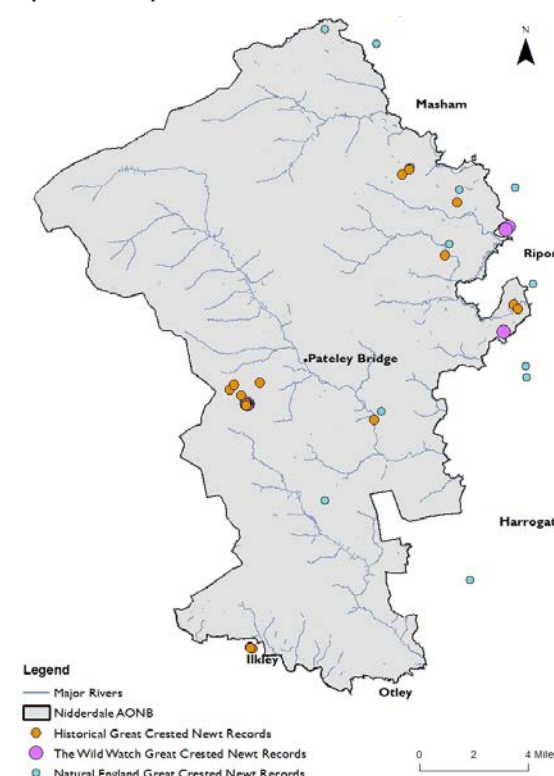 N
Masham
Ripon
Pateley Bridge
Harrogat
Ilkley
Otley
Legend
Major Rivers
Nidderdale AONB
Historical Great Crested Newt Records
The Wild Watch Great Crested Newt Records
Natural England Great Crested Newt Records
0 2 4 Miles